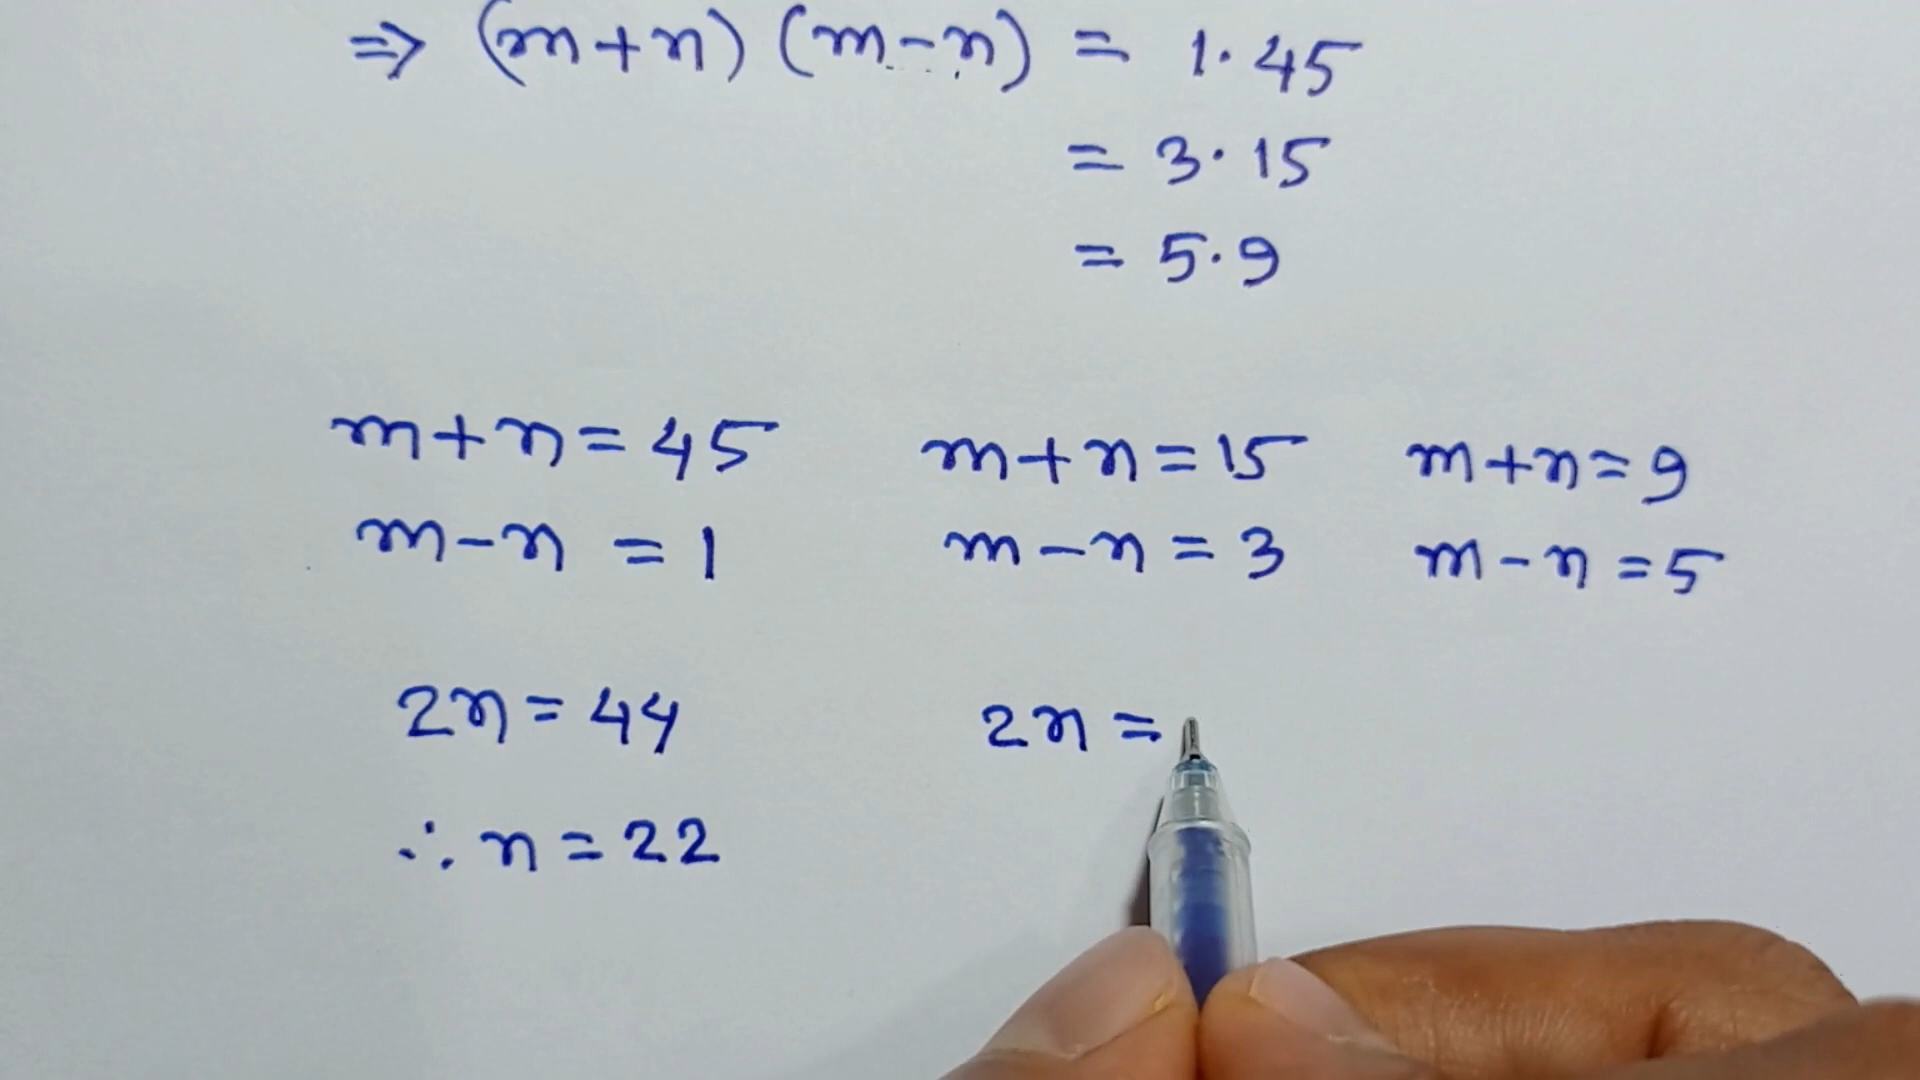 ⇒ (m+n) (m-n) = 1·45
= 3·15
= 5·9
m+n=45 m+n=15 m+n=9
m-n =1 m-n=3 m-n=5
2n=44 2n=
∴ n=22